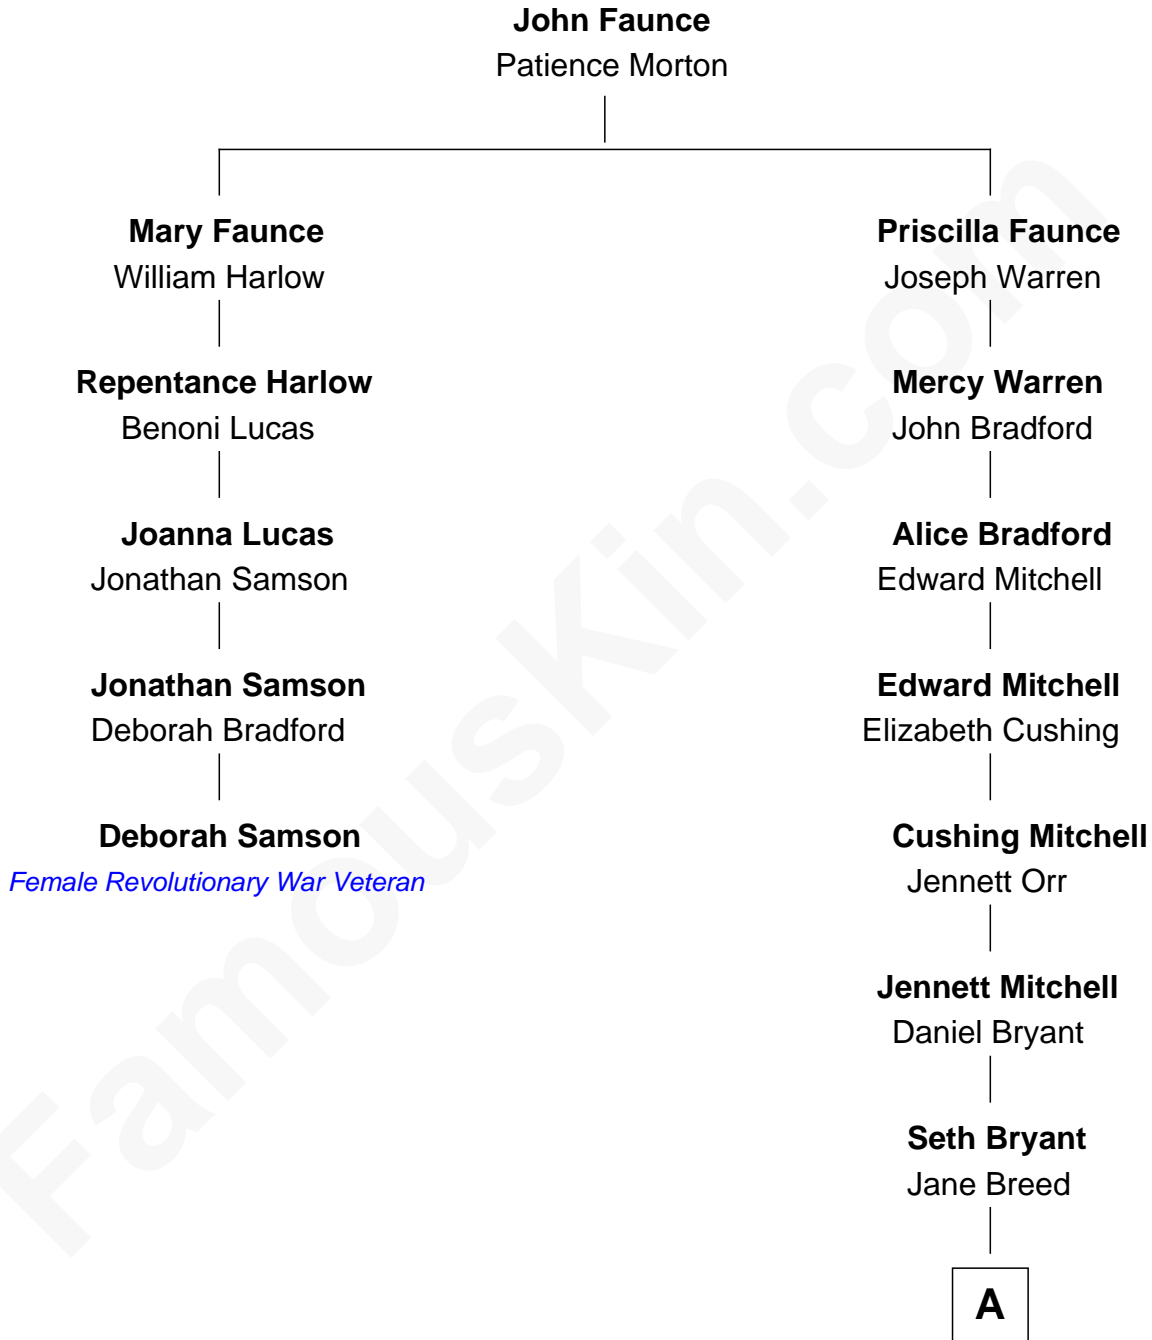 John Faunce
Patience Morton
Mary Faunce
William Harlow
Priscilla Faunce
Joseph Warren
Repentance Harlow
Benoni Lucas
Mercy Warren
John Bradford
Joanna Lucas
Jonathan Samson
Alice Bradford
Edward Mitchell
Jonathan Samson
Deborah Bradford
Edward Mitchell
Elizabeth Cushing
Deborah Samson
Female Revolutionary War Veteran
Cushing Mitchell
Jennett Orr
Jennett Mitchell
Daniel Bryant
Seth Bryant
Jane Breed
A
FamousKin.com